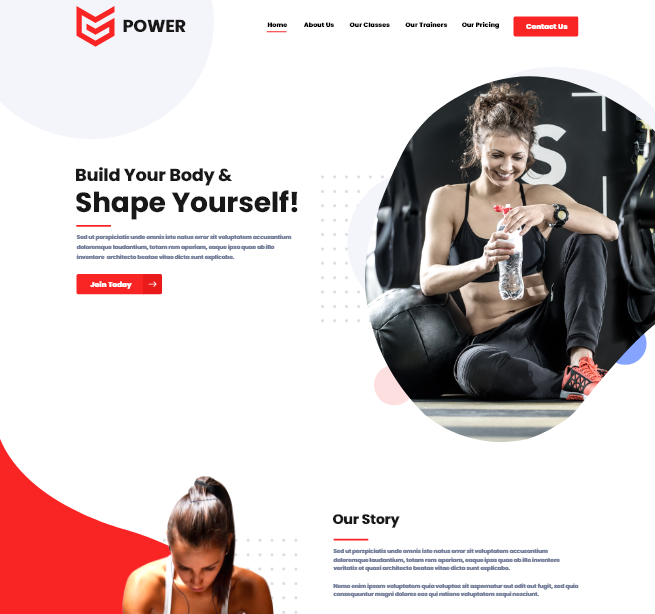 POWER
Home About Us Our Classes Our Trainers Our Pricing Contact Us
S
Build Your Body &
Shape Yourself!
Sed ut perspiciatis unde omnis iste natus error sit voluptatem accusantium
doloremque laudantium, totam rem aperiam, eaque ipsa quae ab illo
inventore architecto beatae vitae dicta sunt explicabo.
Join Today
Our Story
Sed ut perspiciatis unde omnis iste natus error sit voluptatem accusantium
doloremque laudantium, totam rem aperiam, eaque ipsa quae ab illo inventore
veritatis et quasi architecto beatae vitae dicta sunt explicabo.
Nemo enim ipsam voluptatem quia voluptas sit aspernatur aut odit aut fugit, sed quia
consequuntur magni dolores eos qui ratione voluptatem sequi nesciunt.